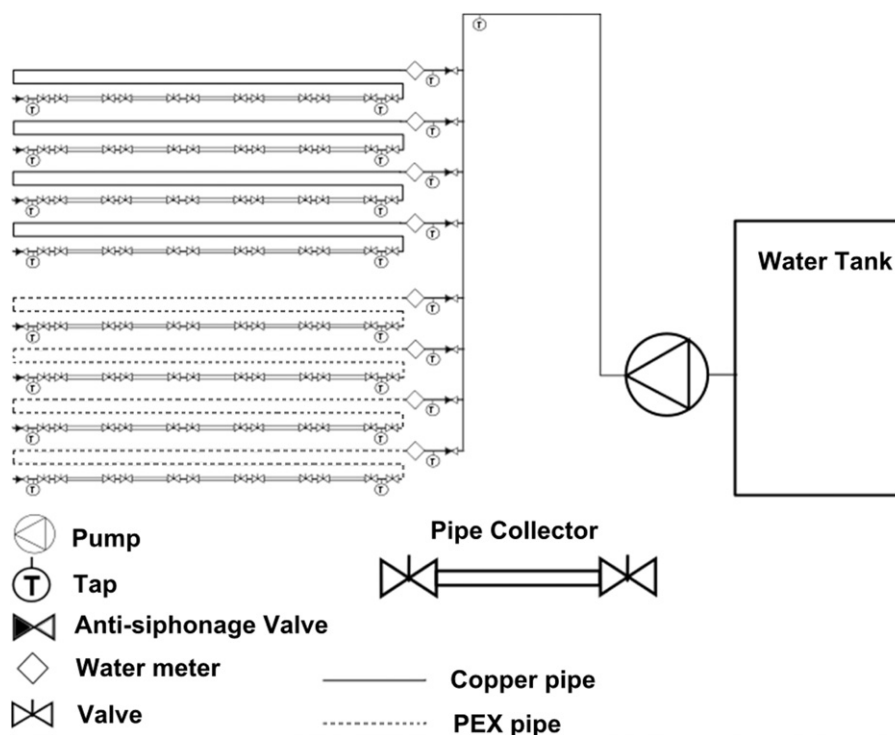 T
T
T T
T
T T
T
T T
T
T T
Water Tank
T
T T
T
T T
T
T T
T
T T
Pump
T Tap
Anti-siphonage Valve
Water meter
Valve
Pipe Collector
Copper pipe
PEX pipe